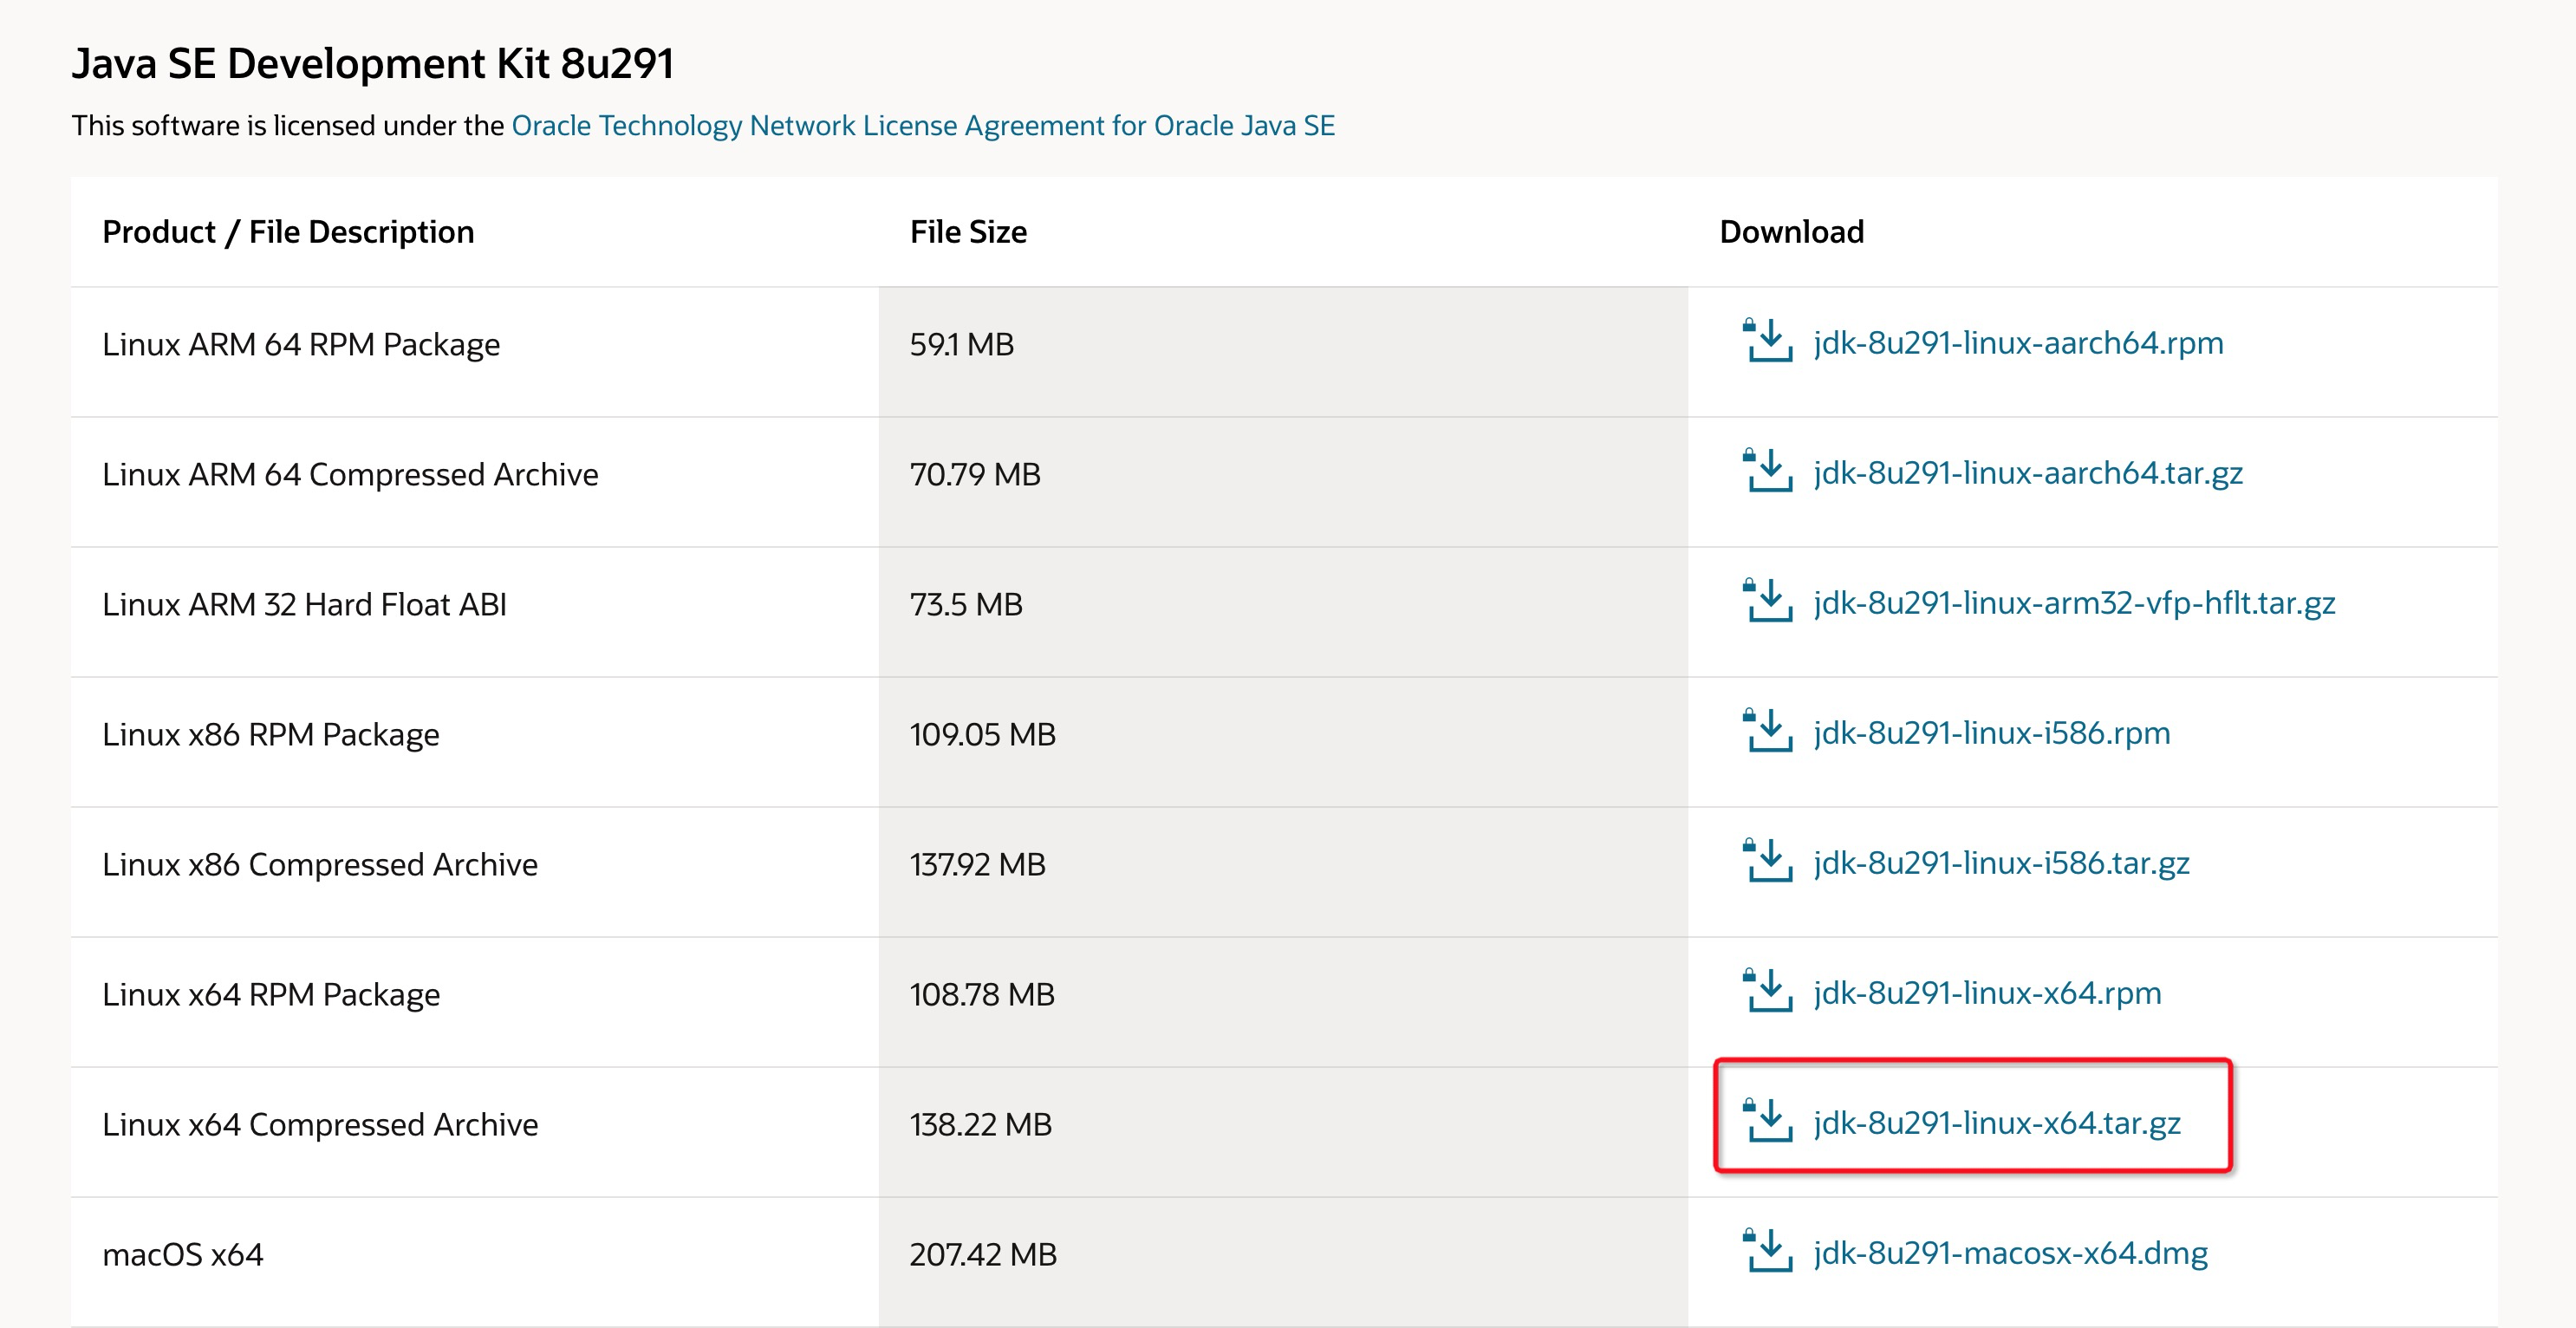 Java SE Development Kit 8u291
This software is licensed under the Oracle Technology Network License Agreement for Oracle Java SE
Product / File Description File Size Download
Linux ARM 64 RPM Package 59.1 MB jdk-8u291-linux-aarch64.rpm
Linux ARM 64 Compressed Archive 70.79 MB jdk-8u291-linux-aarch64.tar.gz
Linux ARM 32 Hard Float ABI 73.5 MB jdk-8u291-linux-arm32-vfp-hflt.tar.gz
Linux x86 RPM Package 109.05 MB jdk-8u291-linux-i586.rpm
Linux x86 Compressed Archive 137.92 MB jdk-8u291-linux-i586.tar.gz
Linux x64 RPM Package 108.78 MB jdk-8u291-linux-x64.rpm
Linux x64 Compressed Archive 138.22 MB jdk-8u291-linux-x64.tar.gz
macOS x64 207.42 MB jdk-8u291-macosx-x64.dmg